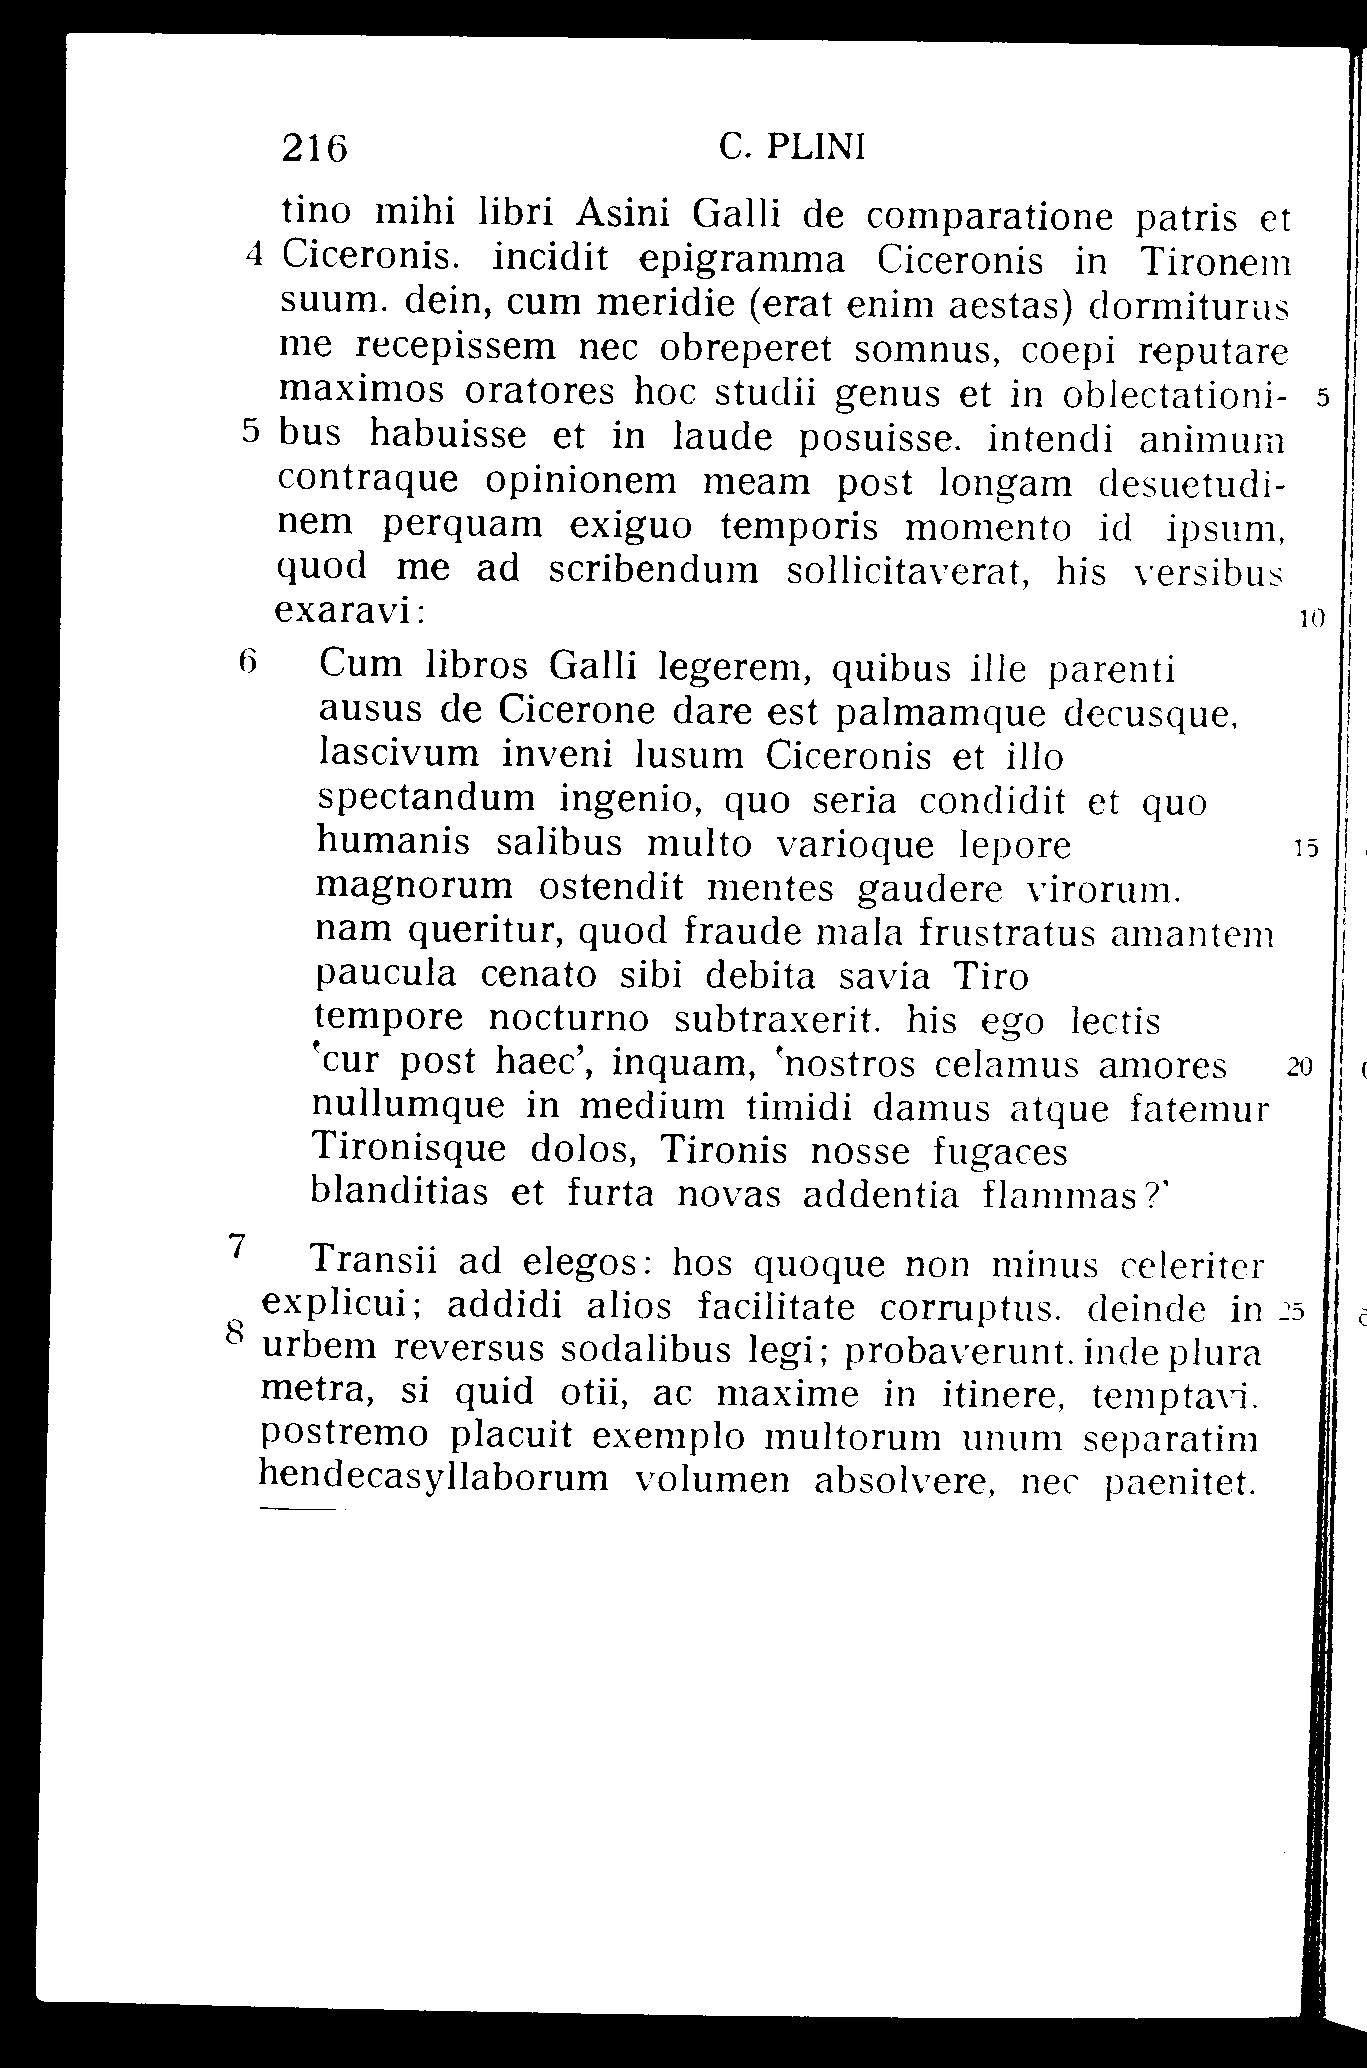 216 C. PLINI
tino mihi libri Asini Galli de comparatione patris et
4 Ciceronis. incidit epigramma Ciceronis in Tironem
suum. dein, cum meridie (erat enim aestas) dormiturus
me recepissem nec obreperet somnus, coepi reputare
maximos oratores hoc studii genus et in oblectationi- 5
5 bus habuisse et in laude posuisse. intendi animum
contraque opinionem meam post longam desuetudi-
nem perquam exiguo temporis momento id ipsum,
quod me ad scribendum sollicitaverat, his versibus
exaravi: 10
6 Cum libros Galli legerem, quibus ille parenti
ausus de Cicerone dare est palmamque decusque,
lascivum inveni lusum Ciceronis et illo
spectandum ingenio, quo seria condidit et quo
humanis salibus multo varioque lepore 15
magnorum ostendit mentes gaudere virorum.
nam queritur, quod fraude mala frustratus amantem
paucula cenato sibi debita savia Tiro
tempore nocturno subtraxerit. his ego lectis
‛cur post haec’, inquam, ‛nostros celamus amores 20
nullumque in medium timidi damus atque fatemur
Tironisque dolos, Tironis nosse fugaces
blanditias et furta novas addentia flammas?’
7 Transii ad elegos: hos quoque non minus celeriter
explicui; addidi alios facilitate corruptus. deinde in 25
8 urbem reversus sodalibus legi; probaverunt. inde plura
metra, si quid otii, ac maxime in itinere, temptavi.
postremo placuit exemplo multorum unum separatim
hendecasyllaborum volumen absolvere, nec paenitet.